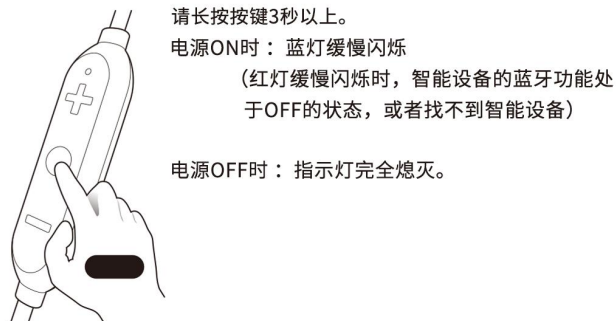 请长按按键3秒以上。
电源ON时：蓝灯缓慢闪烁
（红灯缓慢闪烁时，智能设备的蓝牙功能处
于OFF的状态，或者找不到智能设备）
电源OFF时：指示灯完全熄灭。